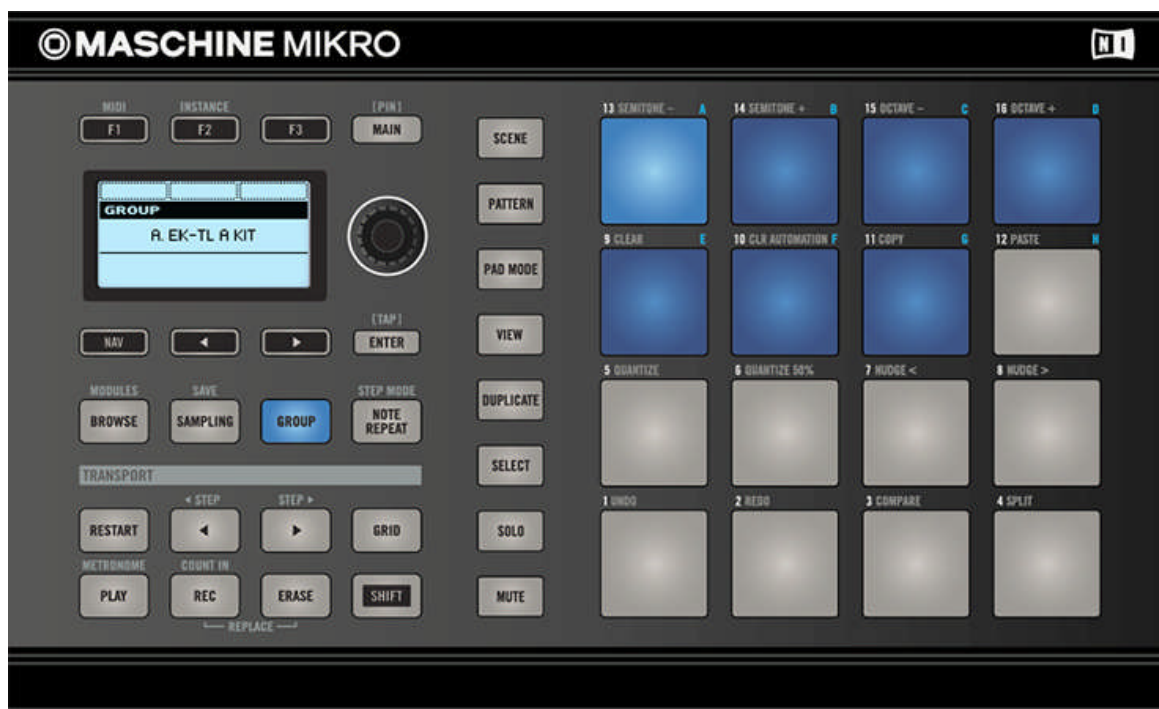 MASCHINE MIKRO
NI
MIDI INSTANCE [PIN]
F1 F2 F3 MAIN
GROUP
A. EK-TL A KIT
[TAP]
NAV ◄ ► ENTER
MODULES SAVE STEP MODE
BROWSE SAMPLING GROUP NOTE REPEAT
TRANSPORT
◄ STEP STEP ►
RESTART ◄ ► GRID
METRONOME COUNT IN
PLAY REC ERASE SHIFT
REPLACE
SCENE
PATTERN
PAD MODE
VIEW
DUPLICATE
SELECT
SOLO
MUTE
13 SEMITONE - A 14 SEMITONE + B 15 OCTAVE - C 16 OCTAVE + D
9 CLEAR E 10 CLR AUTOMATION F 11 COPY G 12 PASTE H
5 QUANTIZE 6 QUANTIZE 50% 7 NUDGE < 8 NUDGE >
1 UNDO 2 REDO 3 COMPARE 4 SPLIT